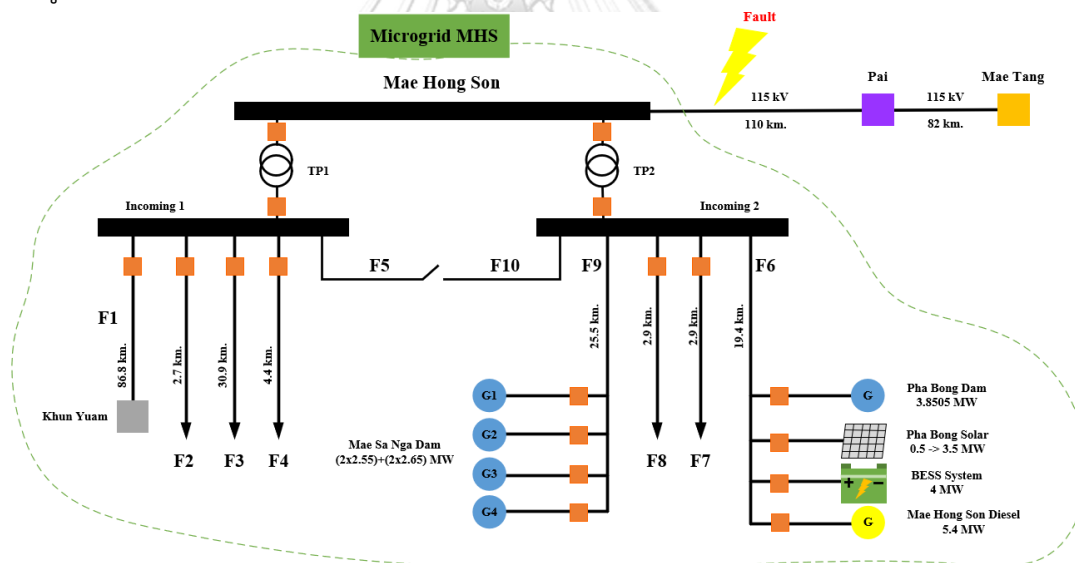 Fault
Microgrid MHS
Mae Hong Son
Pai
Mae Tang
115 kV
115 kV
110 km.
82 km.
TP1
TP2
Incoming 1
Incoming 2
F5
F10
F9
F6
F1
86.8 km.
2.7 km.
30.9 km.
4.4 km.
25.5 km.
2.9 km.
2.9 km.
19.4 km.
Khun Yuam
F2
F3
F4
Mae Sa Nga Dam
(2x2.55)+(2x2.65) MW
G1
G2
G3
G4
F8
F7
G
Pha Bong Dam
3.8505 MW
Pha Bong Solar
0.5 -> 3.5 MW
+ −
BESS System
4 MW
G
Mae Hong Son Diesel
5.4 MW